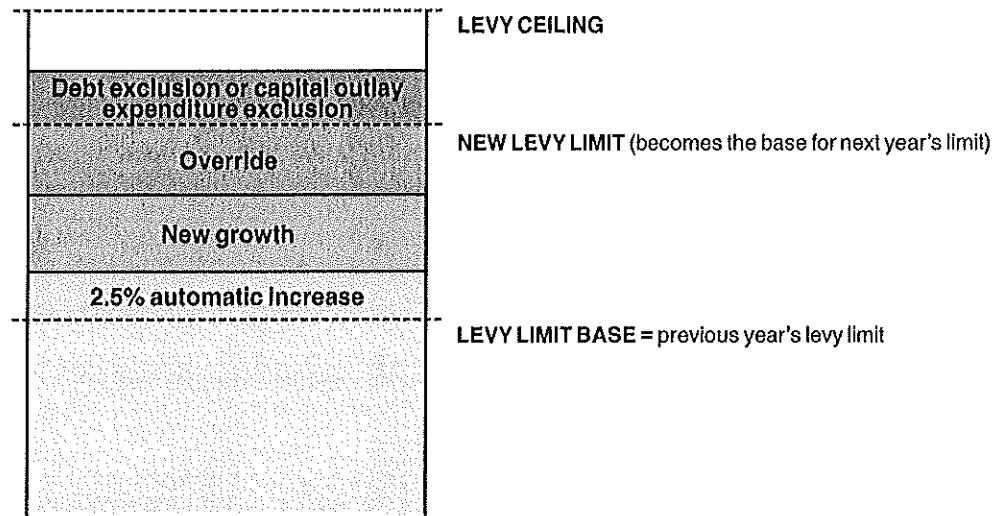 LEVY CEILING
Debt exclusion or capital outlay
expenditure exclusion
NEW LEVY LIMIT (becomes the base for next year's limit)
Override
New growth
2.5% automatic increase
LEVY LIMIT BASE = previous year's levy limit